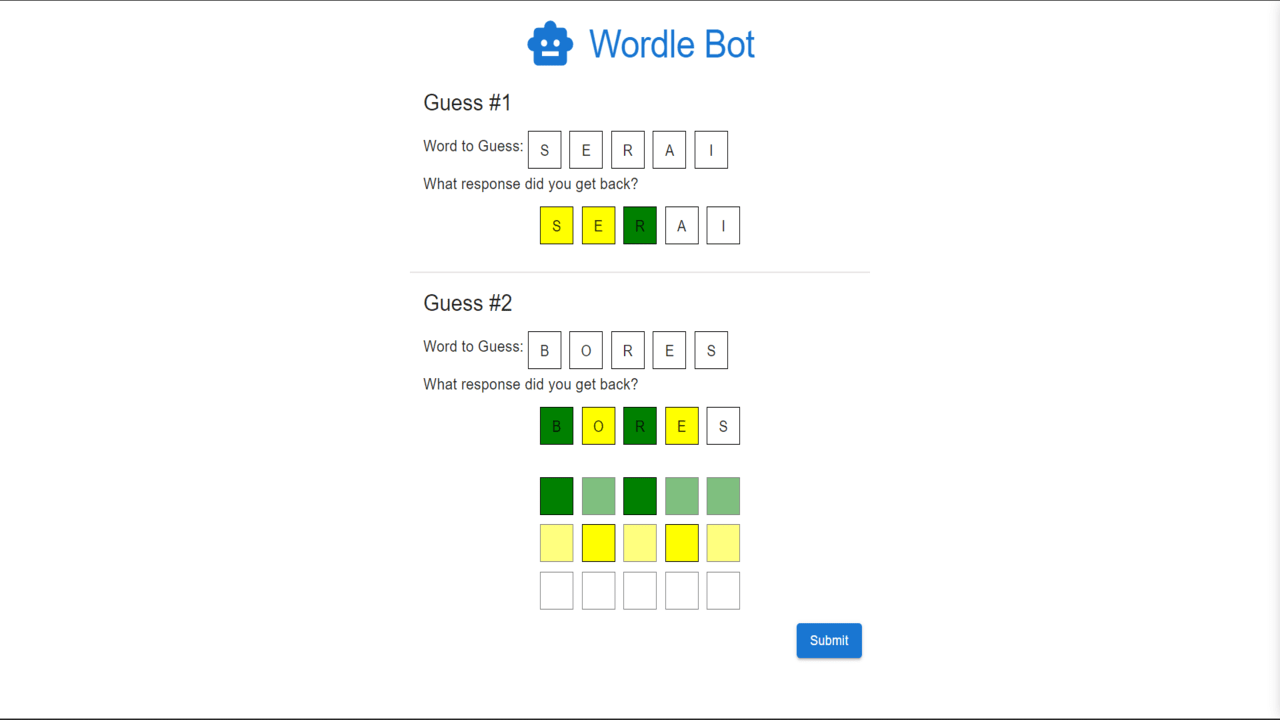 Wordle Bot
Guess #1
Word to Guess: S E R A I
What response did you get back?
S E R A I
Guess #2
Word to Guess: B O R E S
What response did you get back?
B O R E S
Submit